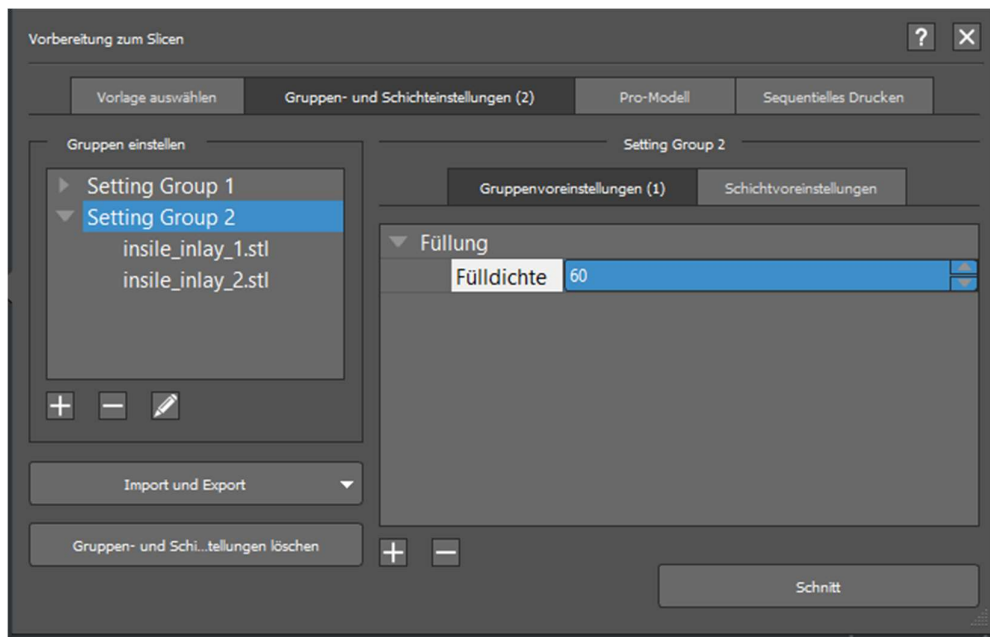 Vorbereitung zum Slicen
?
Vorlage auswählen
Gruppen- und Schichteinstellungen (2)
Pro-Modell
Sequentielles Drucken
Gruppen einstellen
Setting Group 1
Setting Group 2
insile_inlay_1.stl
insile_inlay_2.stl
Import und Export
Gruppen- und Schi...tellungen löschen
Setting Group 2
Gruppenvoreinstellungen (1)
Schichtvoreinstellungen
Füllung
Fülldichte 60
Schnitt